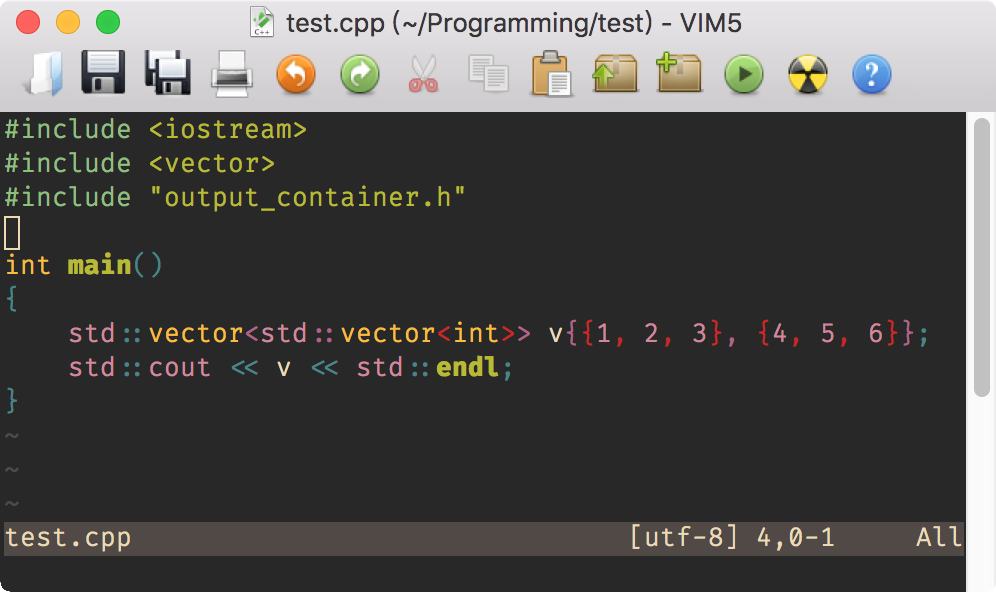 test.cpp (~/Programming/test) - VIM5
C++
#include <iostream>
#include <vector>
#include "output_container.h"
int main()
{
    std::vector<std::vector<int>> v{{1, 2, 3}, {4, 5, 6}};
    std::cout << v << std::endl;
}
~
~
~
test.cpp [utf-8] 4,0-1 All